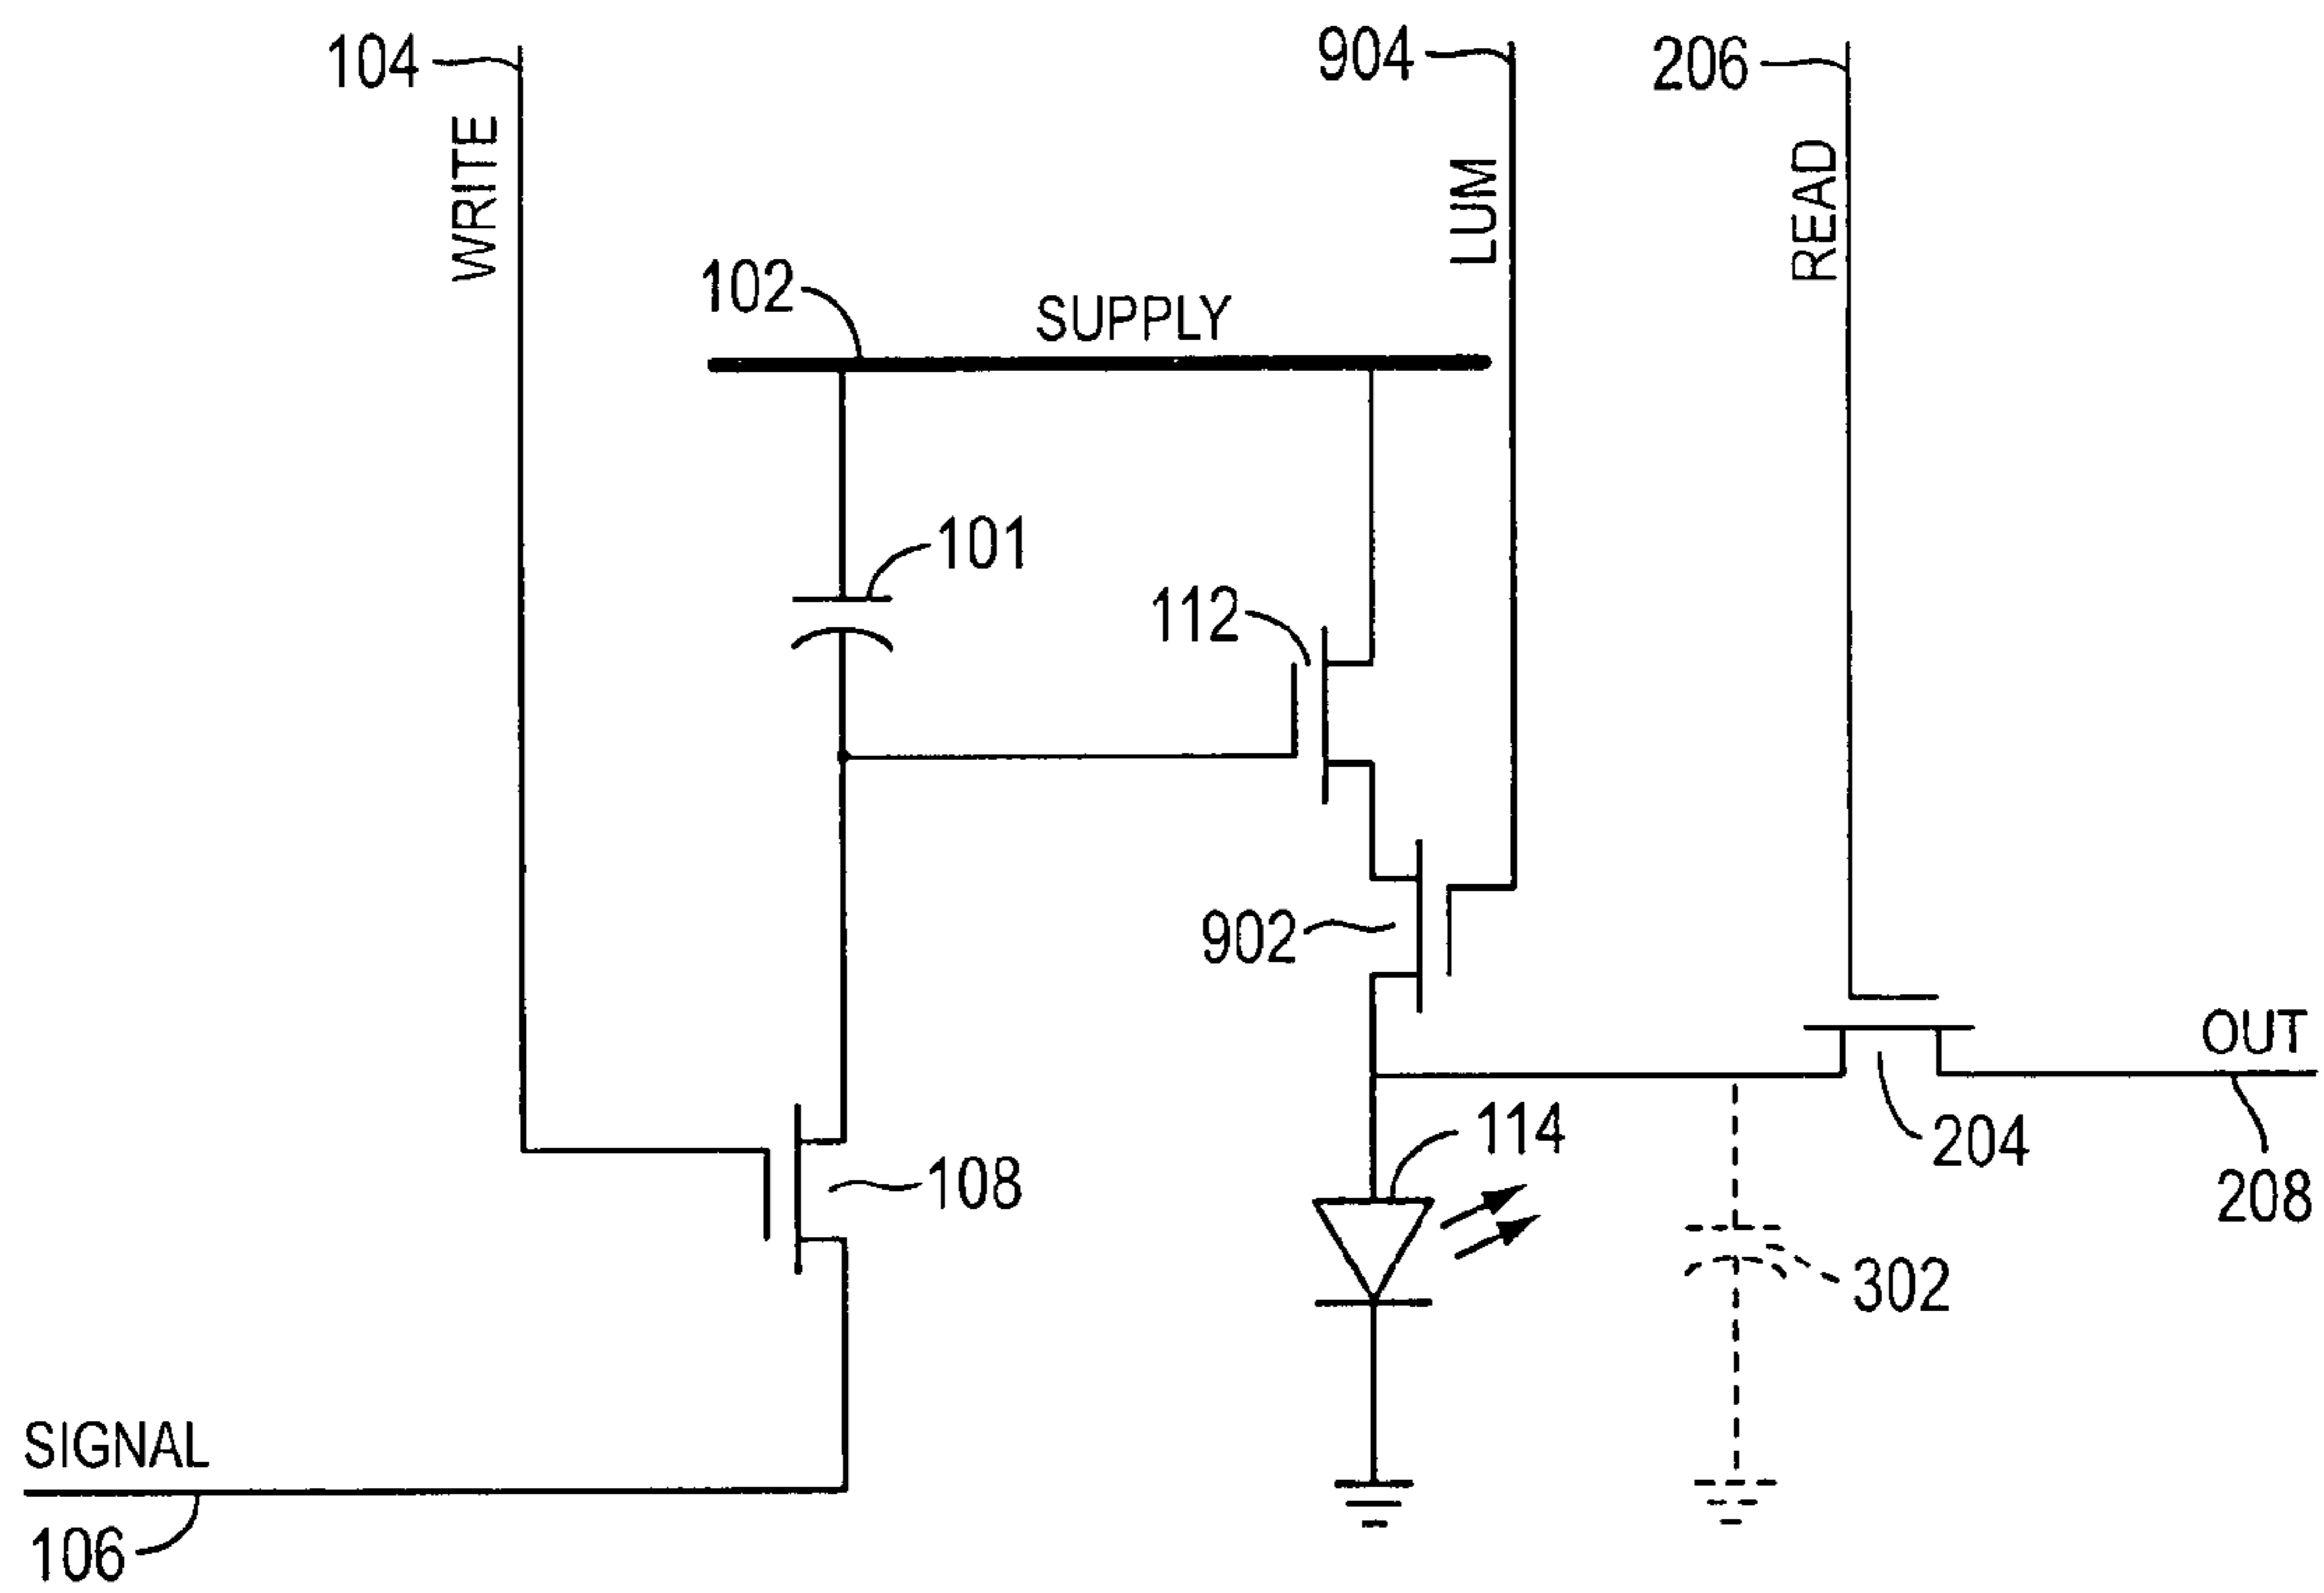 104
904
206
WRITE
LUM
READ
102
SUPPLY
101
112
902
OUT
204
208
114
108
302
SIGNAL
106